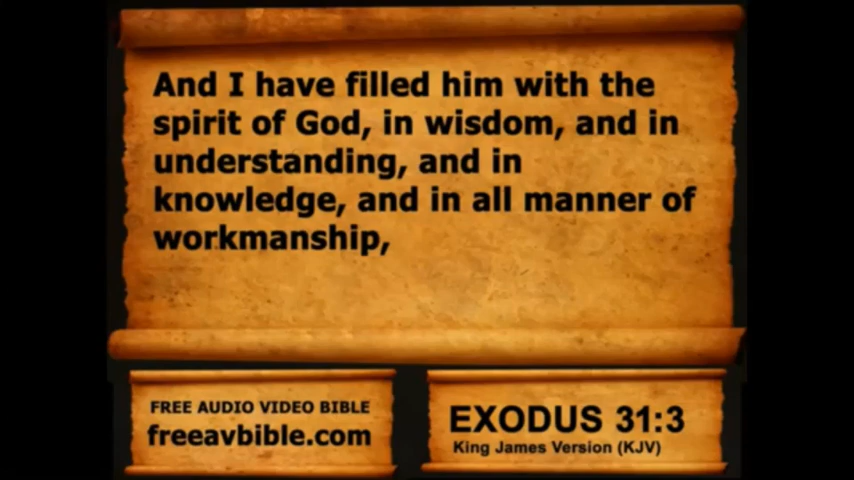 And I have filled him with the
spirit of God, in wisdom, and in
understanding, and in
knowledge, and in all manner of
workmanship,
FREE AUDIO VIDEO BIBLE
freeavbible.com
EXODUS 31:3
King James Version (KJV)